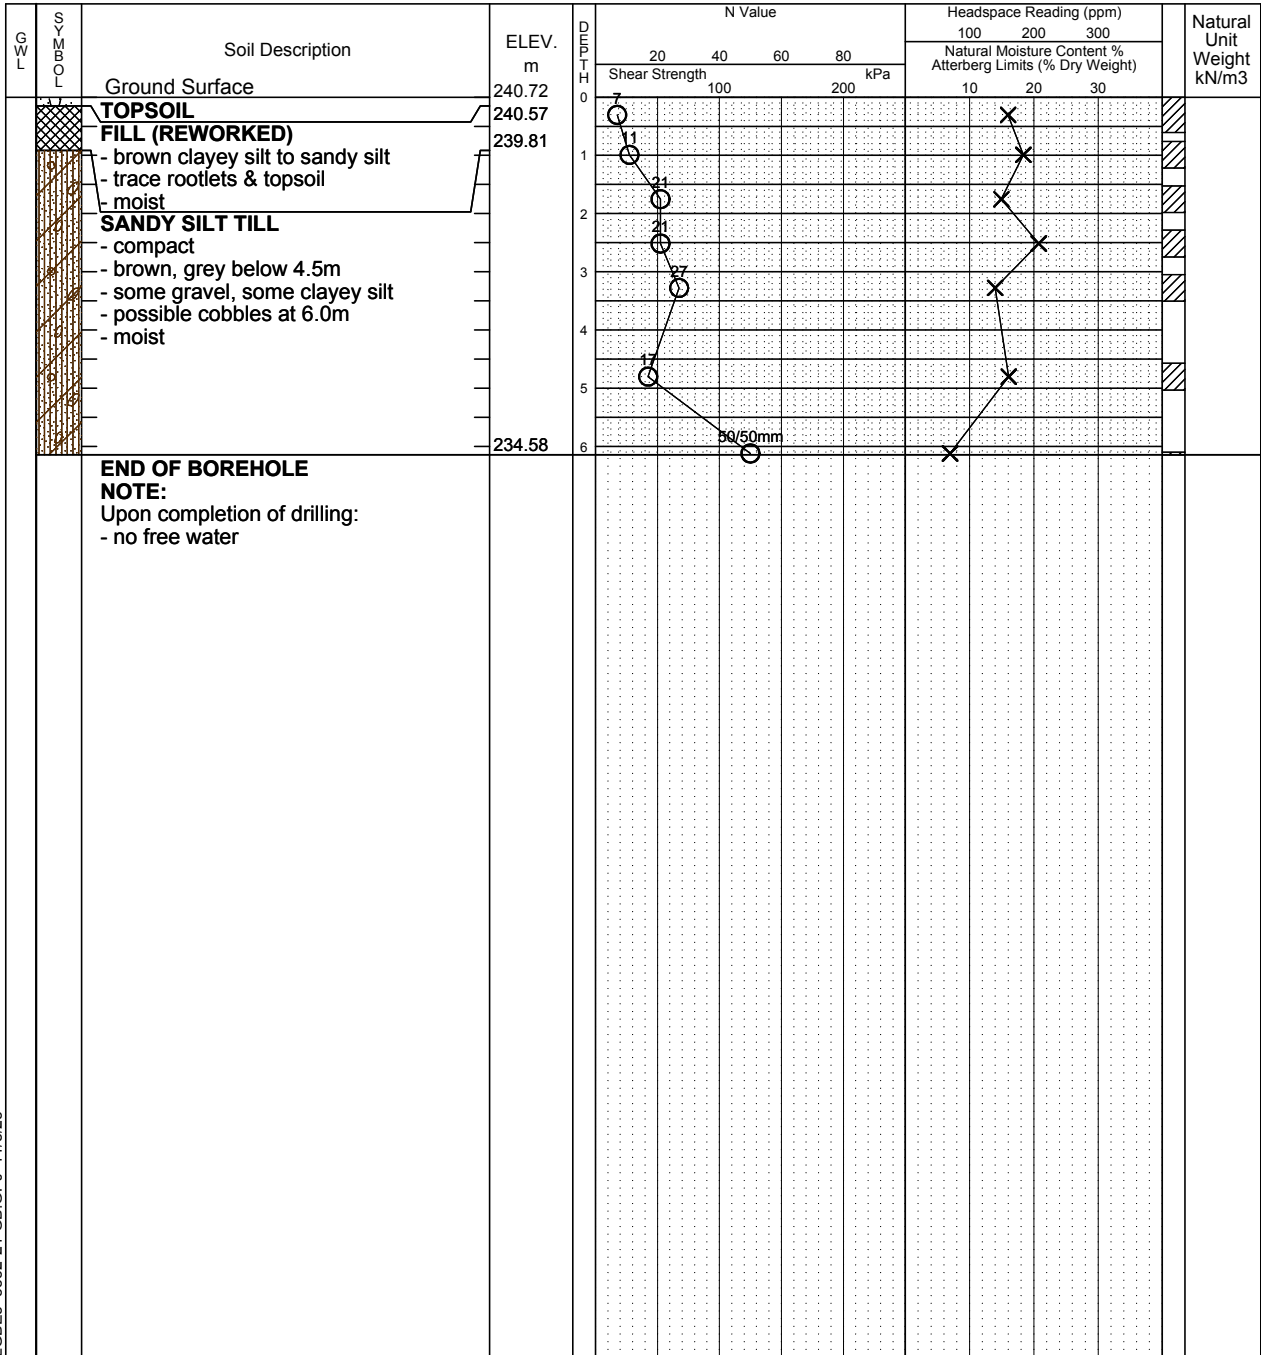 GWL
SYMBOL
Soil Description
Ground Surface
ELEV.
m
240.72
DEPTH
N Value
20 40 60 80
Shear Strength kPa
100 200
Headspace Reading (ppm)
100 200 300
Natural Moisture Content %
Atterberg Limits (% Dry Weight)
10 20 30
Natural
Unit
Weight
kN/m3
0
TOPSOIL
240.57
7
FILL (REWORKED)
239.81
11
- brown clayey silt to sandy silt
1
- trace rootlets & topsoil
21
- moist
2
SANDY SILT TILL
21
- compact
- brown, grey below 4.5m
3
27
- some gravel, some clayey silt
- possible cobbles at 6.0m
4
- moist
17
5
234.58
6
50/50mm
END OF BOREHOLE
NOTE:
Upon completion of drilling:
- no free water